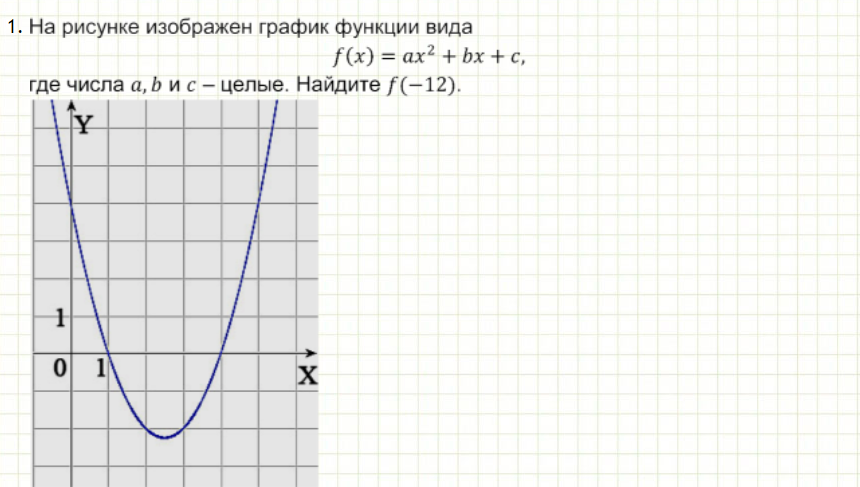 1. На рисунке изображен график функции вида
f(x) = ax² + bx + c,
где числа a, b и c – целые. Найдите f(−12).
Y
1
0 1
X